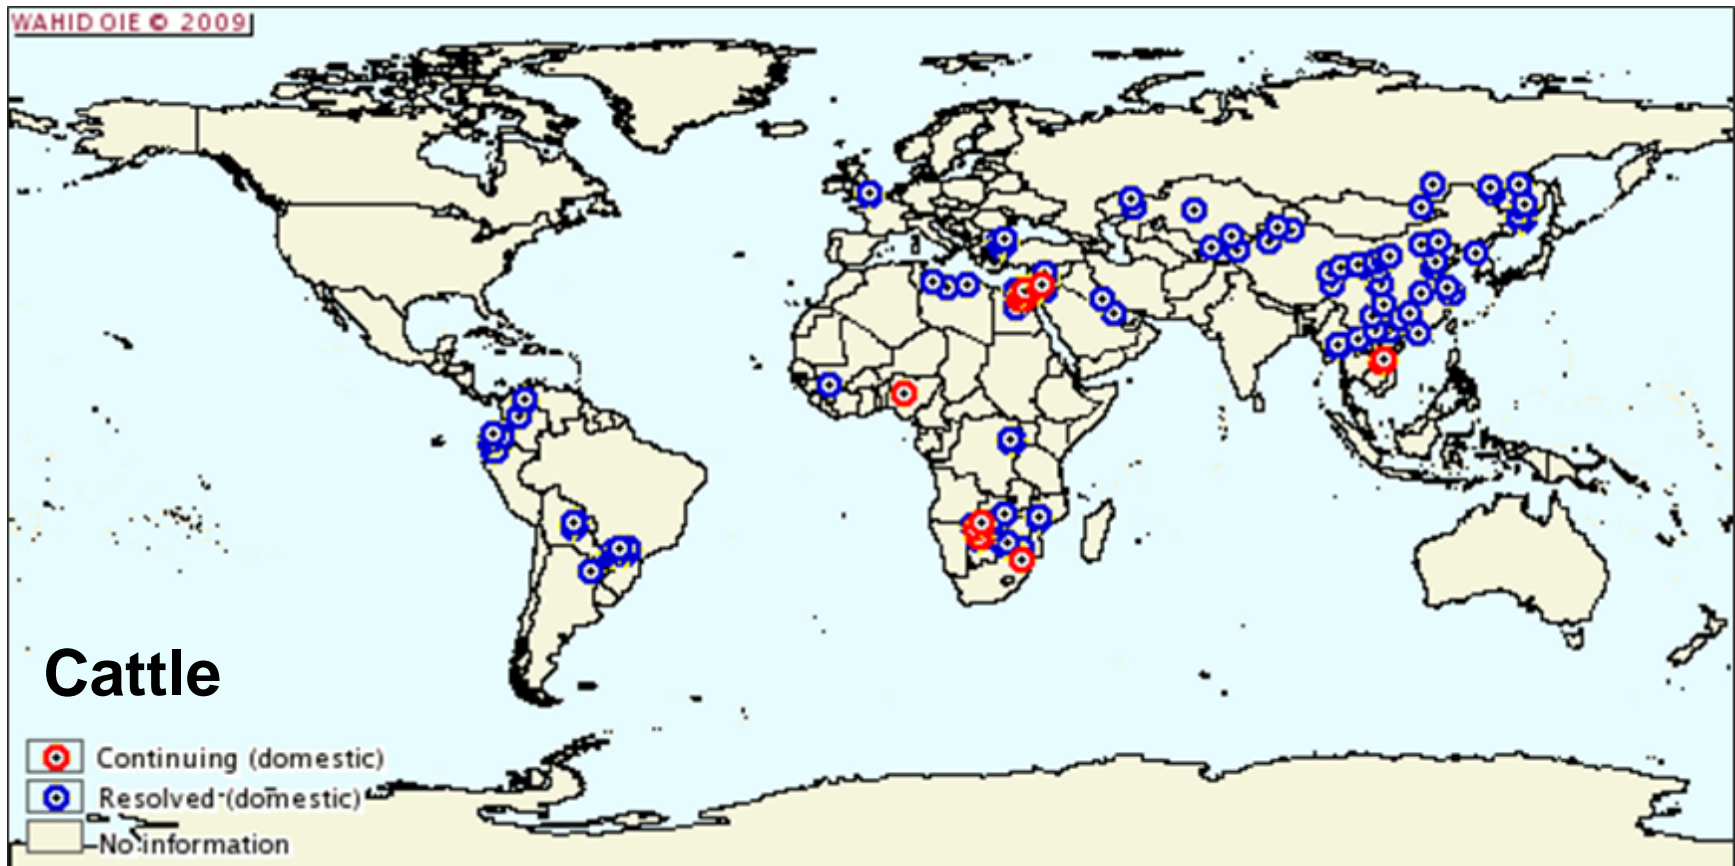 WAHID OIE © 2009
Cattle
Continuing (domestic)
Resolved (domestic)
No information